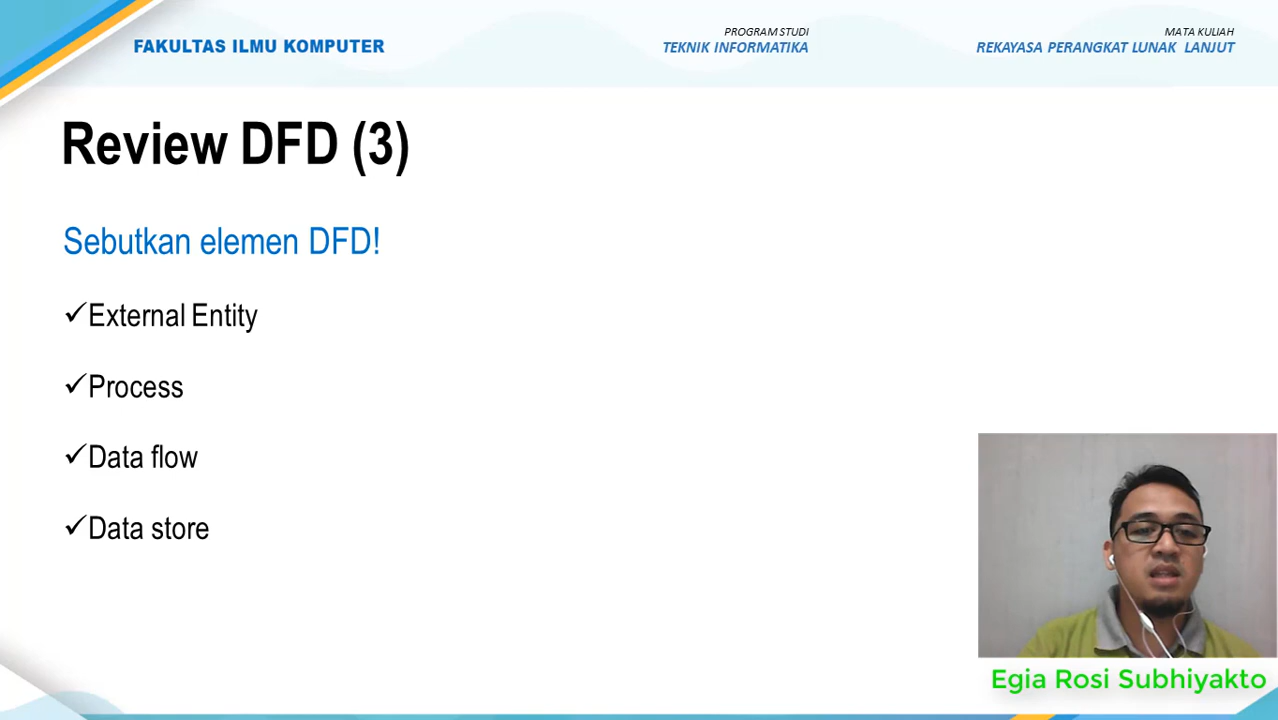 FAKULTAS ILMU KOMPUTER
PROGRAM STUDI
TEKNIK INFORMATIKA
MATA KULIAH
REKAYASA PERANGKAT LUNAK LANJUT
Review DFD (3)
Sebutkan elemen DFD!
✓External Entity
✓Process
✓Data flow
✓Data store
Egia Rosi Subhiyakto